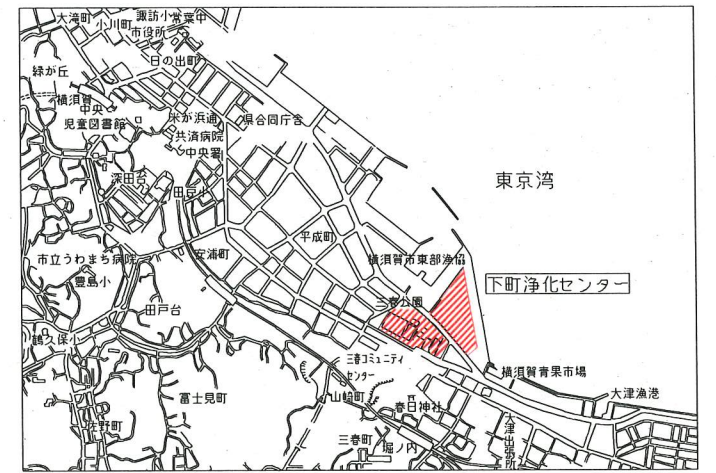 大滝町
小川町
諏訪小
常葉中
市役所
日の出町
緑が丘
横須賀
中央
児童図書館
米が浜通
県合同庁舎
共済病院
中央署
深田台
田戸小
東京湾
平成町
安浦町
市立うわまち病院
豊島小
横須賀市東部漁協
下町浄化センター
三春公園
田戸台
鶴久保小
三春コミュニティ
センター
横須賀青果市場
富士見町
山崎町
春日神社
大津漁港
佐野町
三春町
堀ノ内
大津出張所